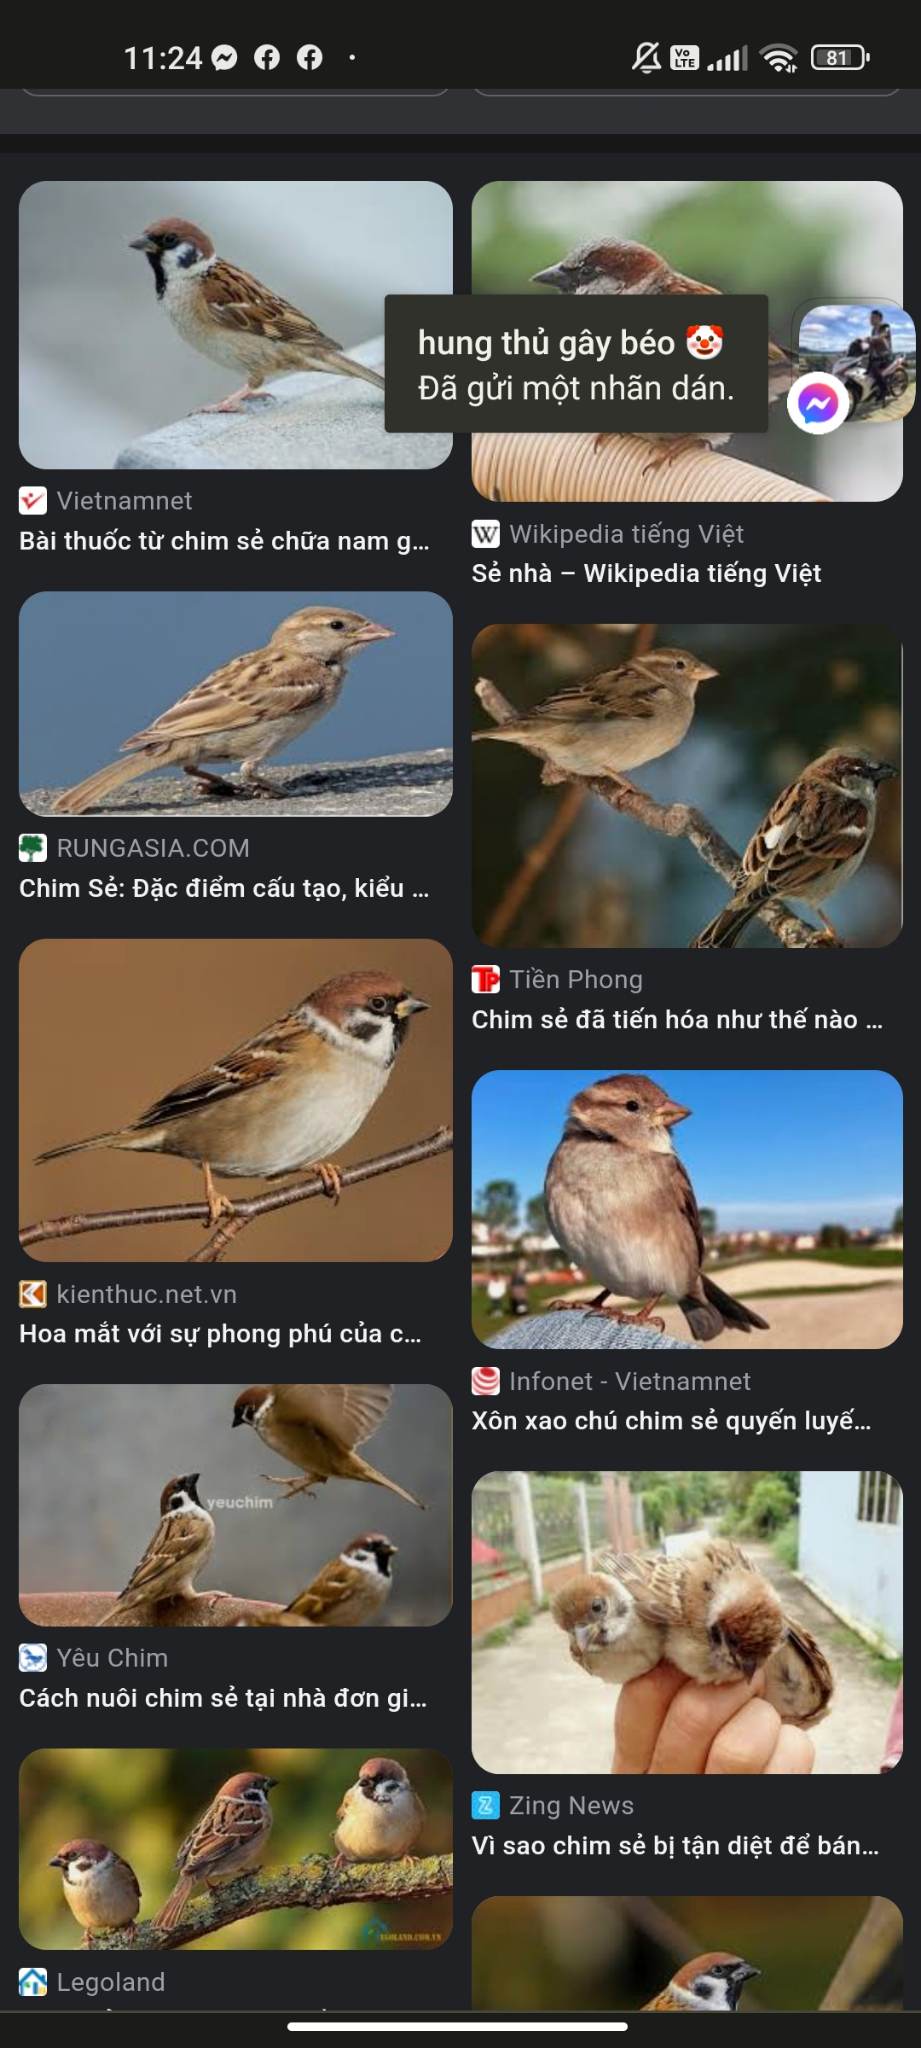 11:24
Vo
LTE
81
hung thủ gây béo 🤡
Đã gửi một nhãn dán.
Vietnamnet
Bài thuốc từ chim sẻ chữa nam g...
W Wikipedia tiếng Việt
Sẻ nhà – Wikipedia tiếng Việt
RUNGASIA.COM
Chim Sẻ: Đặc điểm cấu tạo, kiểu ...
TP Tiền Phong
Chim sẻ đã tiến hóa như thế nào ...
kienthuc.net.vn
Hoa mắt với sự phong phú của c...
Infonet - Vietnamnet
Xôn xao chú chim sẻ quyến luyế...
yeuchim
Yêu Chim
Cách nuôi chim sẻ tại nhà đơn gi...
Z Zing News
Vì sao chim sẻ bị tận diệt để bán...
Legoland